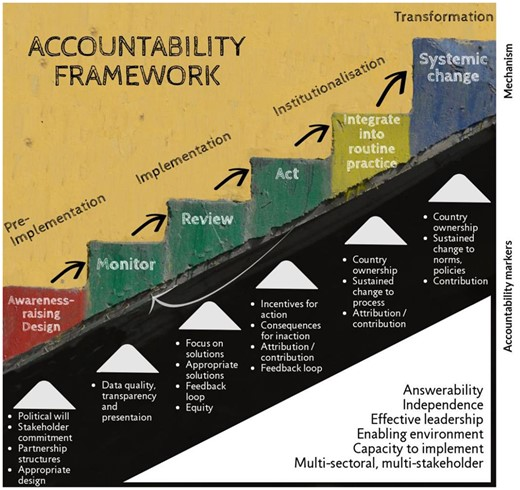 Transformation
ACCOUNTABILITY
FRAMEWORK
Mechanism
Systemic
change
Institutionalisation
Integrate
into
routine
practice
Implementation
Act
Pre-
Implementation
Review
Monitor
Awareness-
raising
Design
• Political will
• Stakeholder
commitment
• Partnership
structures
• Appropriate
design
• Data quality,
transparency
and
presentaion
• Focus on
solutions
• Appropriate
solutions
• Feedback
loop
• Equity
• Incentives for
action
• Consequences
for inaction
• Attribution /
contribution
• Feedback loop
• Country
ownership
• Sustained
change to
process
• Attribution /
contribution
• Country
ownership
• Sustained
change to
norms,
policies
• Contribution
Accountability markers
Answerability
Independence
Effective leadership
Enabling environment
Capacity to implement
Multi-sectoral, multi-stakeholder